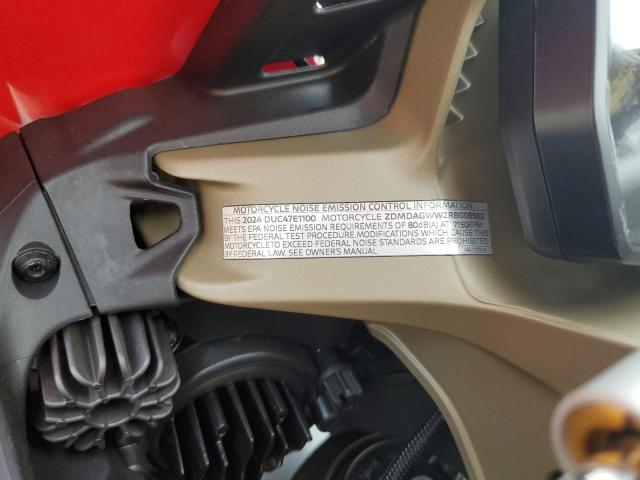 MOTORCYCLE NOISE EMISSION CONTROL INFORMATION
THIS 2024 DUC47E1100 MOTORCYCLE ZDMDAGWW2RB009582
MEETS EPA NOISE EMISSION REQUIREMENTS OF 80dB(A) AT 7150RPM
BY THE FEDERAL TEST PROCEDURE.MODIFICATIONS WHICH CAUSE THIS
MOTORCYCLE TO EXCEED FEDERAL NOISE STANDARDS ARE PROHIBITED
BY FEDERAL LAW. SEE OWNER'S MANUAL.